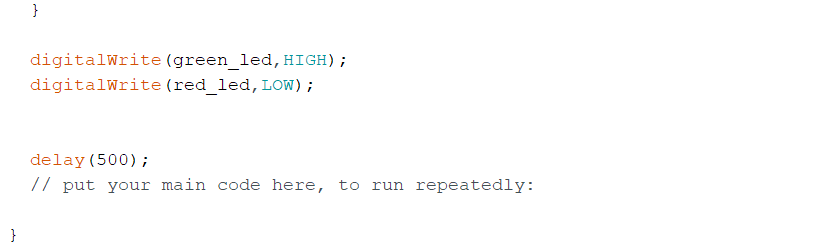 }
digitalWrite(green_led,HIGH);
digitalWrite(red_led,LOW);
delay(500);
// put your main code here, to run repeatedly:
}